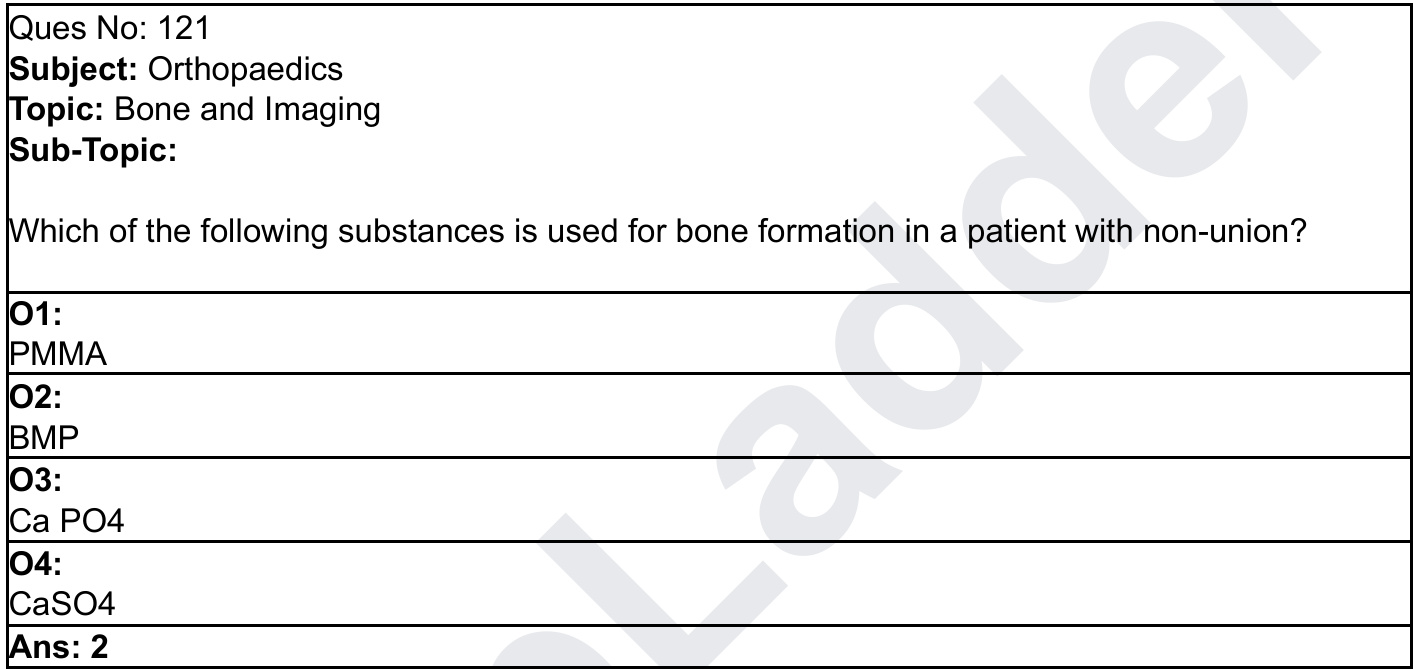 Ques No: 121
Subject: Orthopaedics
Topic: Bone and Imaging
Sub-Topic:
Which of the following substances is used for bone formation in a patient with non-union?
O1:
PMMA
O2:
BMP
O3:
Ca PO4
O4:
CaSO4
Ans: 2